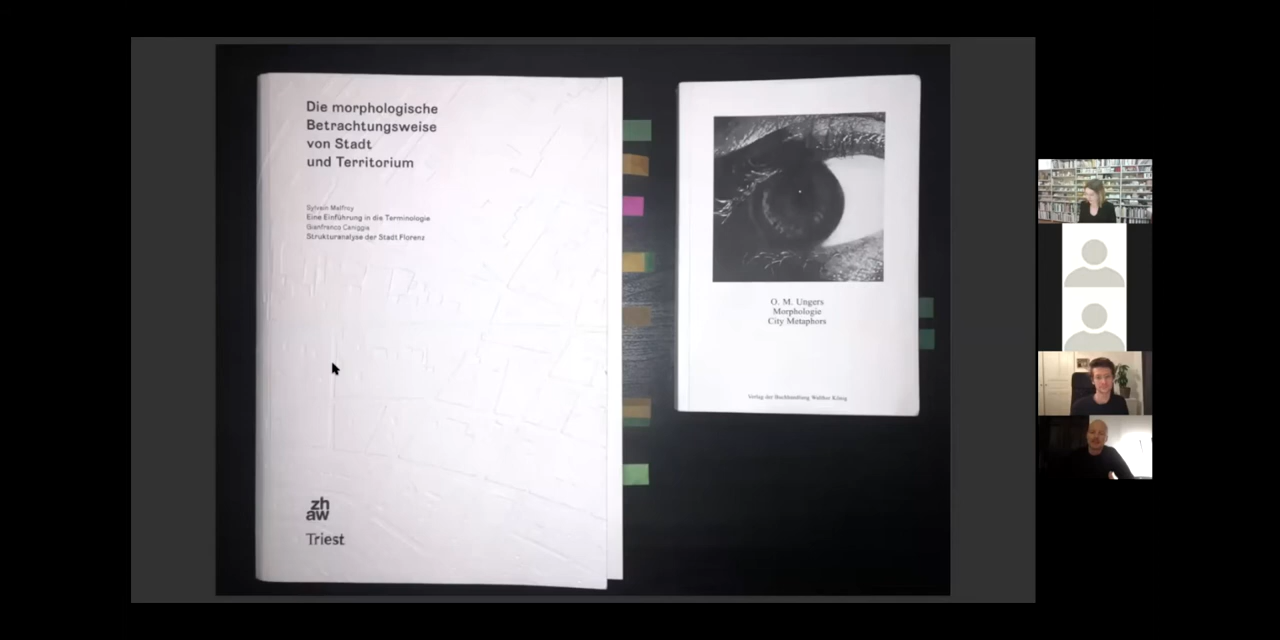 Die morphologische
Betrachtungsweise
von Stadt
und Territorium
Sylvain Malfroy
Eine Einführung in die Terminologie
Gianfranco Caniggia
Strukturanalyse der Stadt Florenz
zh
aw
Triest
O. M. Ungers
Morphologie
City Metaphors
Verlag der Buchhandlung Walther König